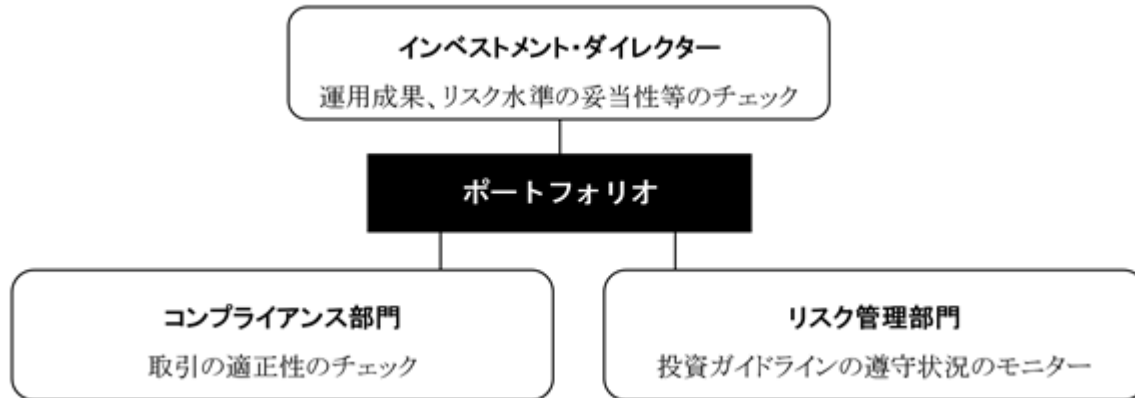 インベストメント・ダイレクター
運用成果、リスク水準の妥当性等のチェック
ポートフォリオ
コンプライアンス部門
取引の適正性のチェック
リスク管理部門
投資ガイドラインの遵守状況のモニター